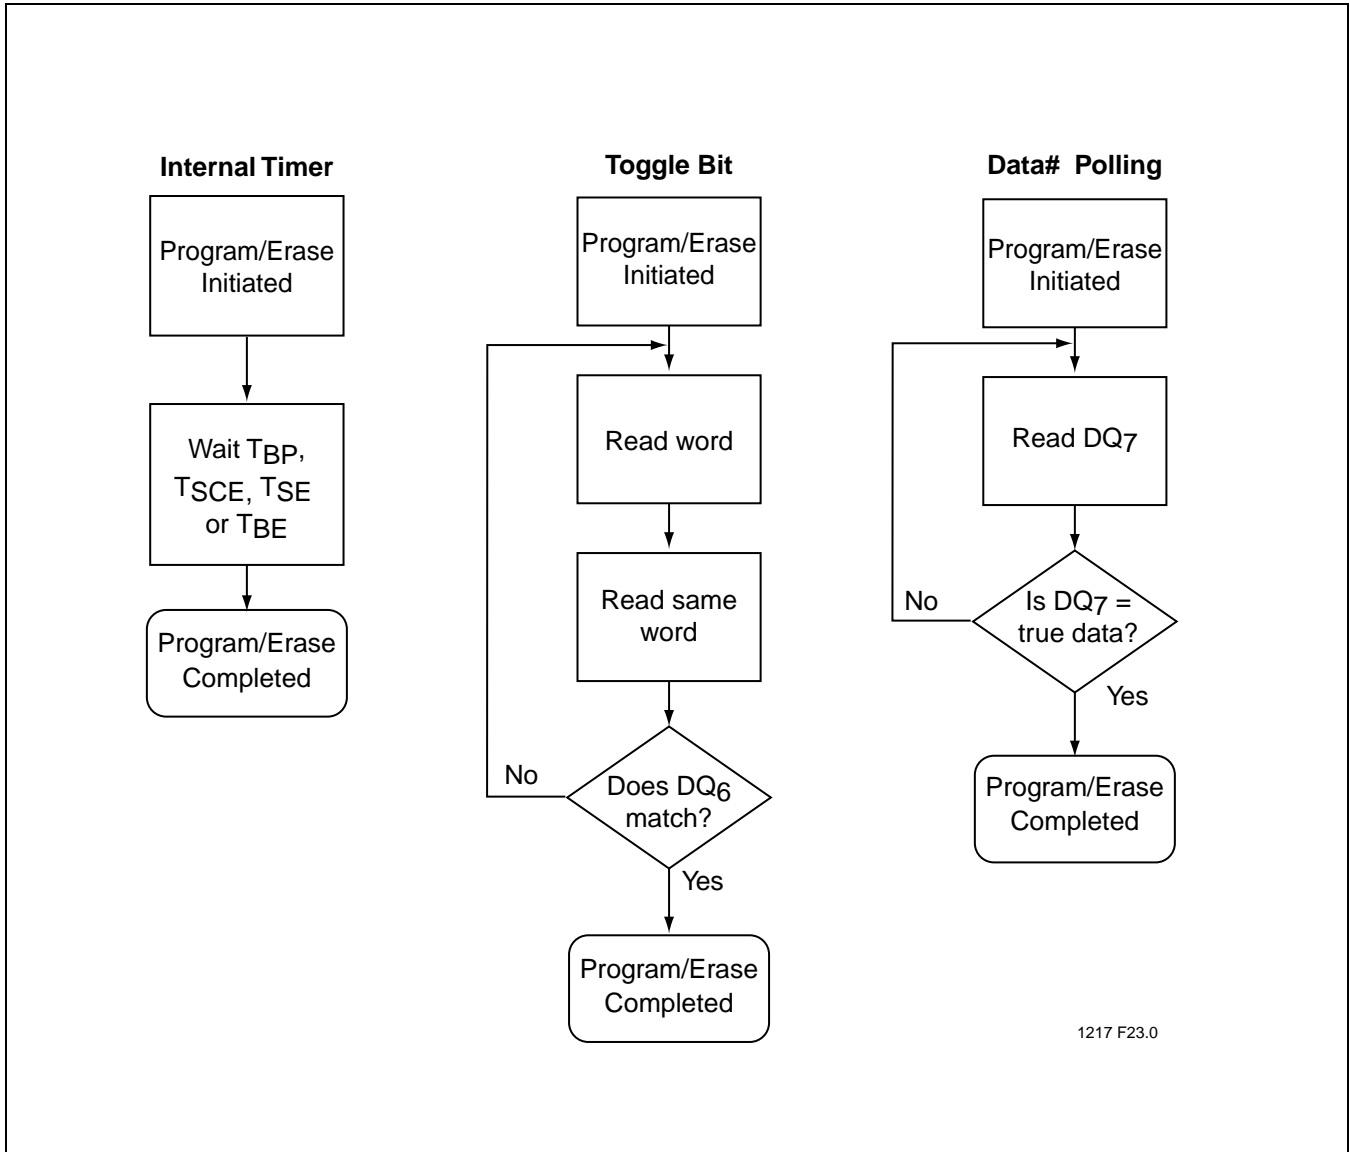 Internal Timer
Program/Erase
Initiated
Wait TBP,
TSCE, TSE
or TBE
Program/Erase
Completed
Toggle Bit
Program/Erase
Initiated
Read word
Read same
word
Does DQ6
match?
No
Yes
Program/Erase
Completed
Data# Polling
Program/Erase
Initiated
Read DQ7
Is DQ7 =
true data?
No
Yes
Program/Erase
Completed
1217 F23.0